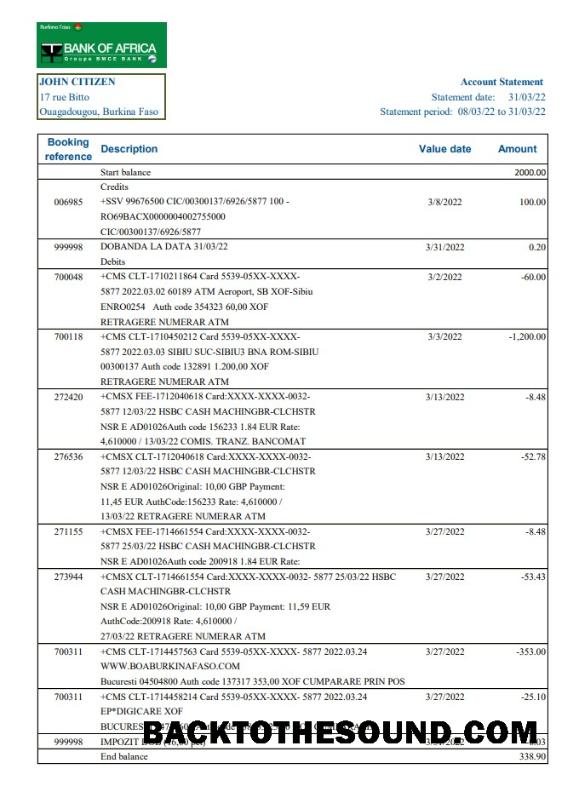 Burkina Faso
BANK OF AFRICA
Groupe BMCE BANK
JOHN CITIZEN
17 rue Bitto
Ouagadougou, Burkina Faso
Account Statement
Statement date: 31/03/22
Statement period: 08/03/22 to 31/03/22
Booking reference Description Value date Amount
Start balance 2000.00
Credits
006985 +SSV 99676500 CIC/00300137/6926/5877 100 - 3/8/2022 100.00
RO69BACX0000004002755000
CIC/00300137/6926/5877
999998 DOBANDA LA DATA 31/03/22 3/31/2022 0.20
Debits
700048 +CMS CLT-1710211864 Card 5539-05XX-XXXX- 3/2/2022 -60.00
5877 2022.03.02 60189 ATM Aeroport, SB XOF-Sibiu
ENRO0254 Auth code 354323 60,00 XOF
RETRAGERE NUMERAR ATM
700118 +CMS CLT-1710450212 Card 5539-05XX-XXXX- 3/3/2022 -1,200.00
5877 2022.03.03 SIBIU SUC-SIBIU3 BNA ROM-SIBIU
00300137 Auth code 132891 1.200,00 XOF
RETRAGERE NUMERAR ATM
272420 +CMSX FEE-1712040618 Card:XXXX-XXXX-0032- 3/13/2022 -8.48
5877 12/03/22 HSBC CASH MACHINGBR-CLCHSTR
NSR E AD01026Auth code 156233 1.84 EUR Rate:
4,610000 / 13/03/22 COMIS. TRANZ. BANCOMAT
276536 +CMSX CLT-1712040618 Card:XXXX-XXXX-0032- 3/13/2022 -52.78
5877 12/03/22 HSBC CASH MACHINGBR-CLCHSTR
NSR E AD01026Original: 10,00 GBP Payment:
11,45 EUR AuthCode:156233 Rate: 4,610000 /
13/03/22 RETRAGERE NUMERAR ATM
271155 +CMSX FEE-1714661554 Card:XXXX-XXXX-0032- 3/27/2022 -8.48
5877 25/03/22 HSBC CASH MACHINGBR-CLCHSTR
NSR E AD01026Auth code 200918 1.84 EUR Rate:
273944 +CMSX CLT-1714661554 Card:XXXX-XXXX-0032- 5877 25/03/22 HSBC 3/27/2022 -53.43
CASH MACHINGBR-CLCHSTR
NSR E AD01026Original: 10,00 GBP Payment: 11,59 EUR
AuthCode:200918 Rate: 4,610000 /
27/03/22 RETRAGERE NUMERAR ATM
700311 +CMS CLT-1714457563 Card 5539-05XX-XXXX- 5877 2022.03.24 3/27/2022 -353.00
WWW.BOABURKINAFASO.COM
Bucuresti 04504800 Auth code 137317 353,00 XOF CUMPARARE PRIN POS
700311 +CMS CLT-1714458214 Card 5539-05XX-XXXX- 5877 2022.03.24 3/27/2022 -25.10
EP*DIGICARE XOF
BACKTOTHESOUND.COM
999998 IMPOZIT
End balance 338.90